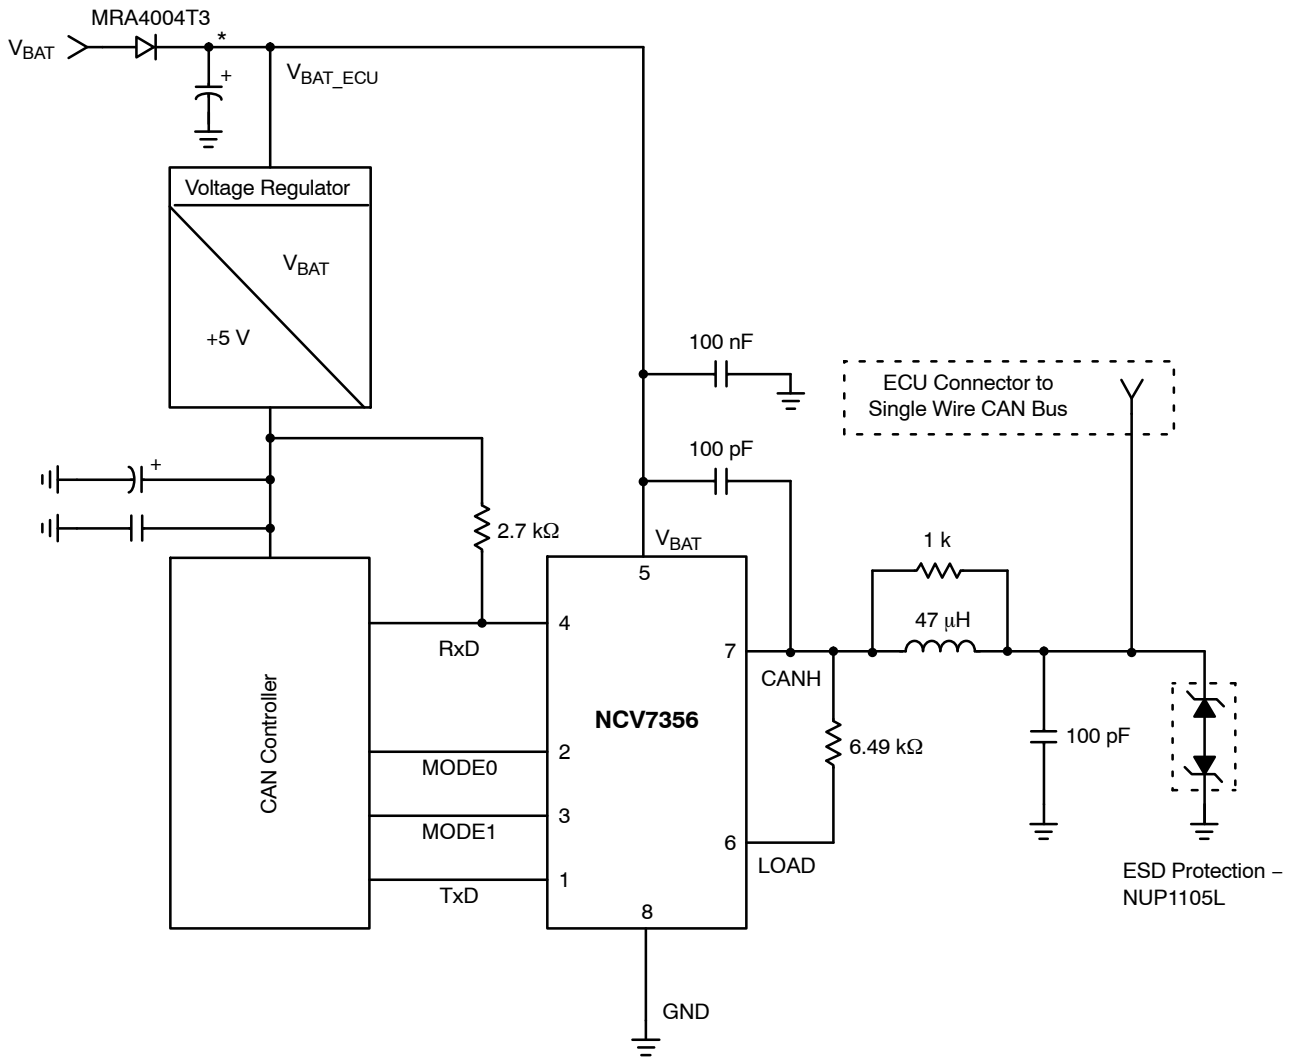 MRA4004T3
VBAT
*
+
VBAT_ECU
Voltage Regulator
VBAT
+5 V
100 nF
ECU Connector to
Single Wire CAN Bus
100 pF
+
2.7 kΩ
VBAT
5
1 k
47 μH
4
RxD
7
CANH
CAN Controller
NCV7356
6.49 kΩ
100 pF
2
MODE0
3
MODE1
6
LOAD
1
TxD
8
ESD Protection –
NUP1105L
GND